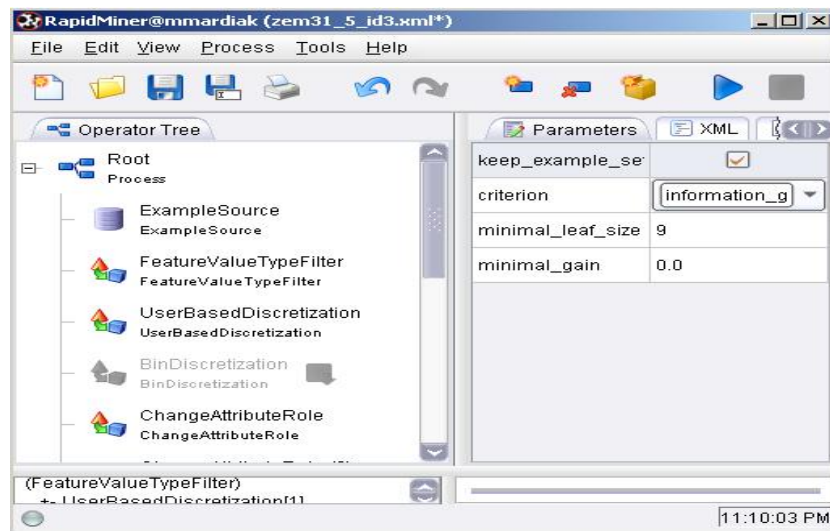 RapidMiner@mmardiak (zem31_5_id3.xml*)
File Edit View Process Tools Help
Operator Tree
Root
Process
ExampleSource
ExampleSource
FeatureValueTypeFilter
FeatureValueTypeFilter
UserBasedDiscretization
UserBasedDiscretization
BinDiscretization
BinDiscretization
ChangeAttributeRole
ChangeAttributeRole
Parameters XML
keep_example_se
criterion information_g
minimal_leaf_size 9
minimal_gain 0.0
(FeatureValueTypeFilter)
+- UserBasedDiscretization[1]
11:10:03 PM